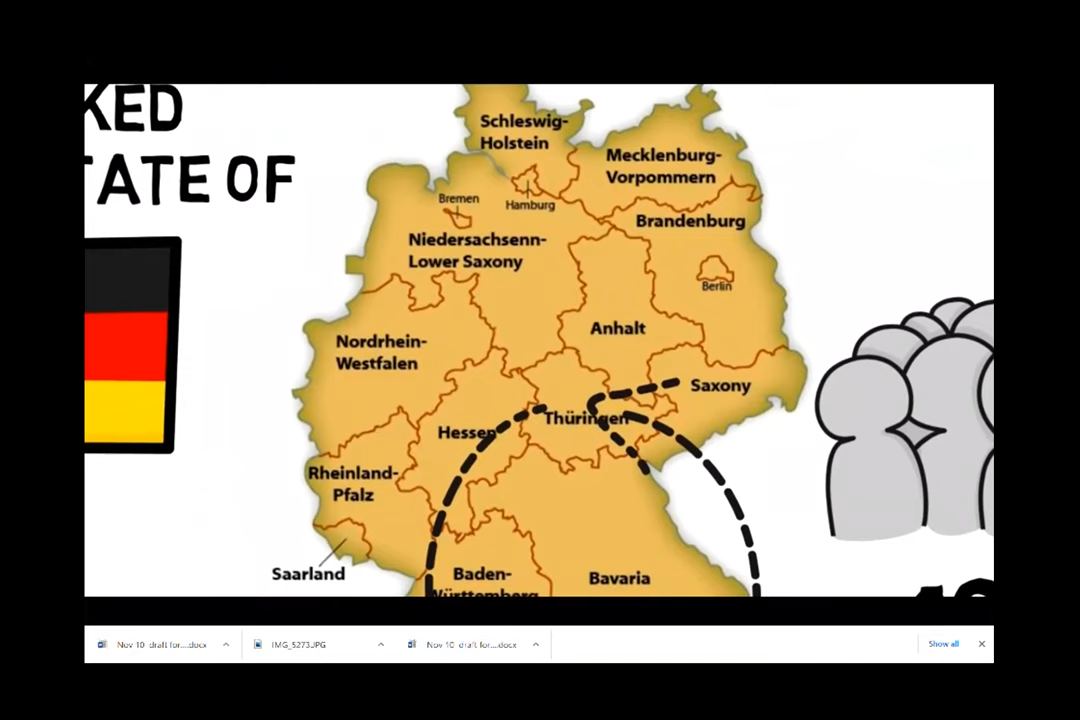 KED
TATE OF
Schleswig-
Holstein
Mecklenburg-
Vorpommern
Bremen
Hamburg
Brandenburg
Niedersachsenn-
Lower Saxony
Berlin
Anhalt
Nordrhein-
Westfalen
Saxony
Thüringen
Hessen
Rheinland-
Pfalz
Saarland
Baden-
Württemberg
Bavaria
Nov 10 draft for....docx
IMG_5273.JPG
Nov 10 draft for....docx
Show all